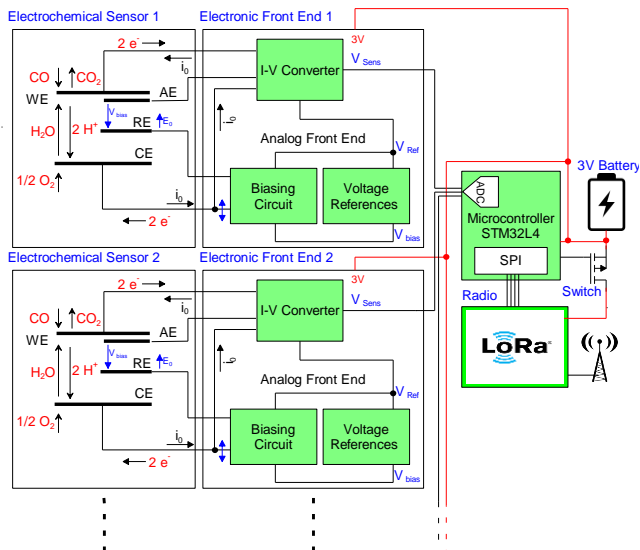 Electrochemical Sensor 1
Electronic Front End 1
2 e-
3V
i0
I-V Converter
V Sens
CO
CO2
WE
AE
V bias
RE
E0
H2O
2 H+
i0
Analog Front End
CE
V Ref
1/2 O2
i0
Biasing
Circuit
Voltage
References
2 e-
V bias
3V Battery
ADC
Microcontroller
STM32L4
SPI
Radio
Switch
LoRa
Electrochemical Sensor 2
Electronic Front End 2
2 e-
3V
i0
I-V Converter
V Sens
CO
CO2
WE
AE
V bias
RE
E0
H2O
2 H+
i0
Analog Front End
CE
V Ref
1/2 O2
i0
Biasing
Circuit
Voltage
References
2 e-
V bias